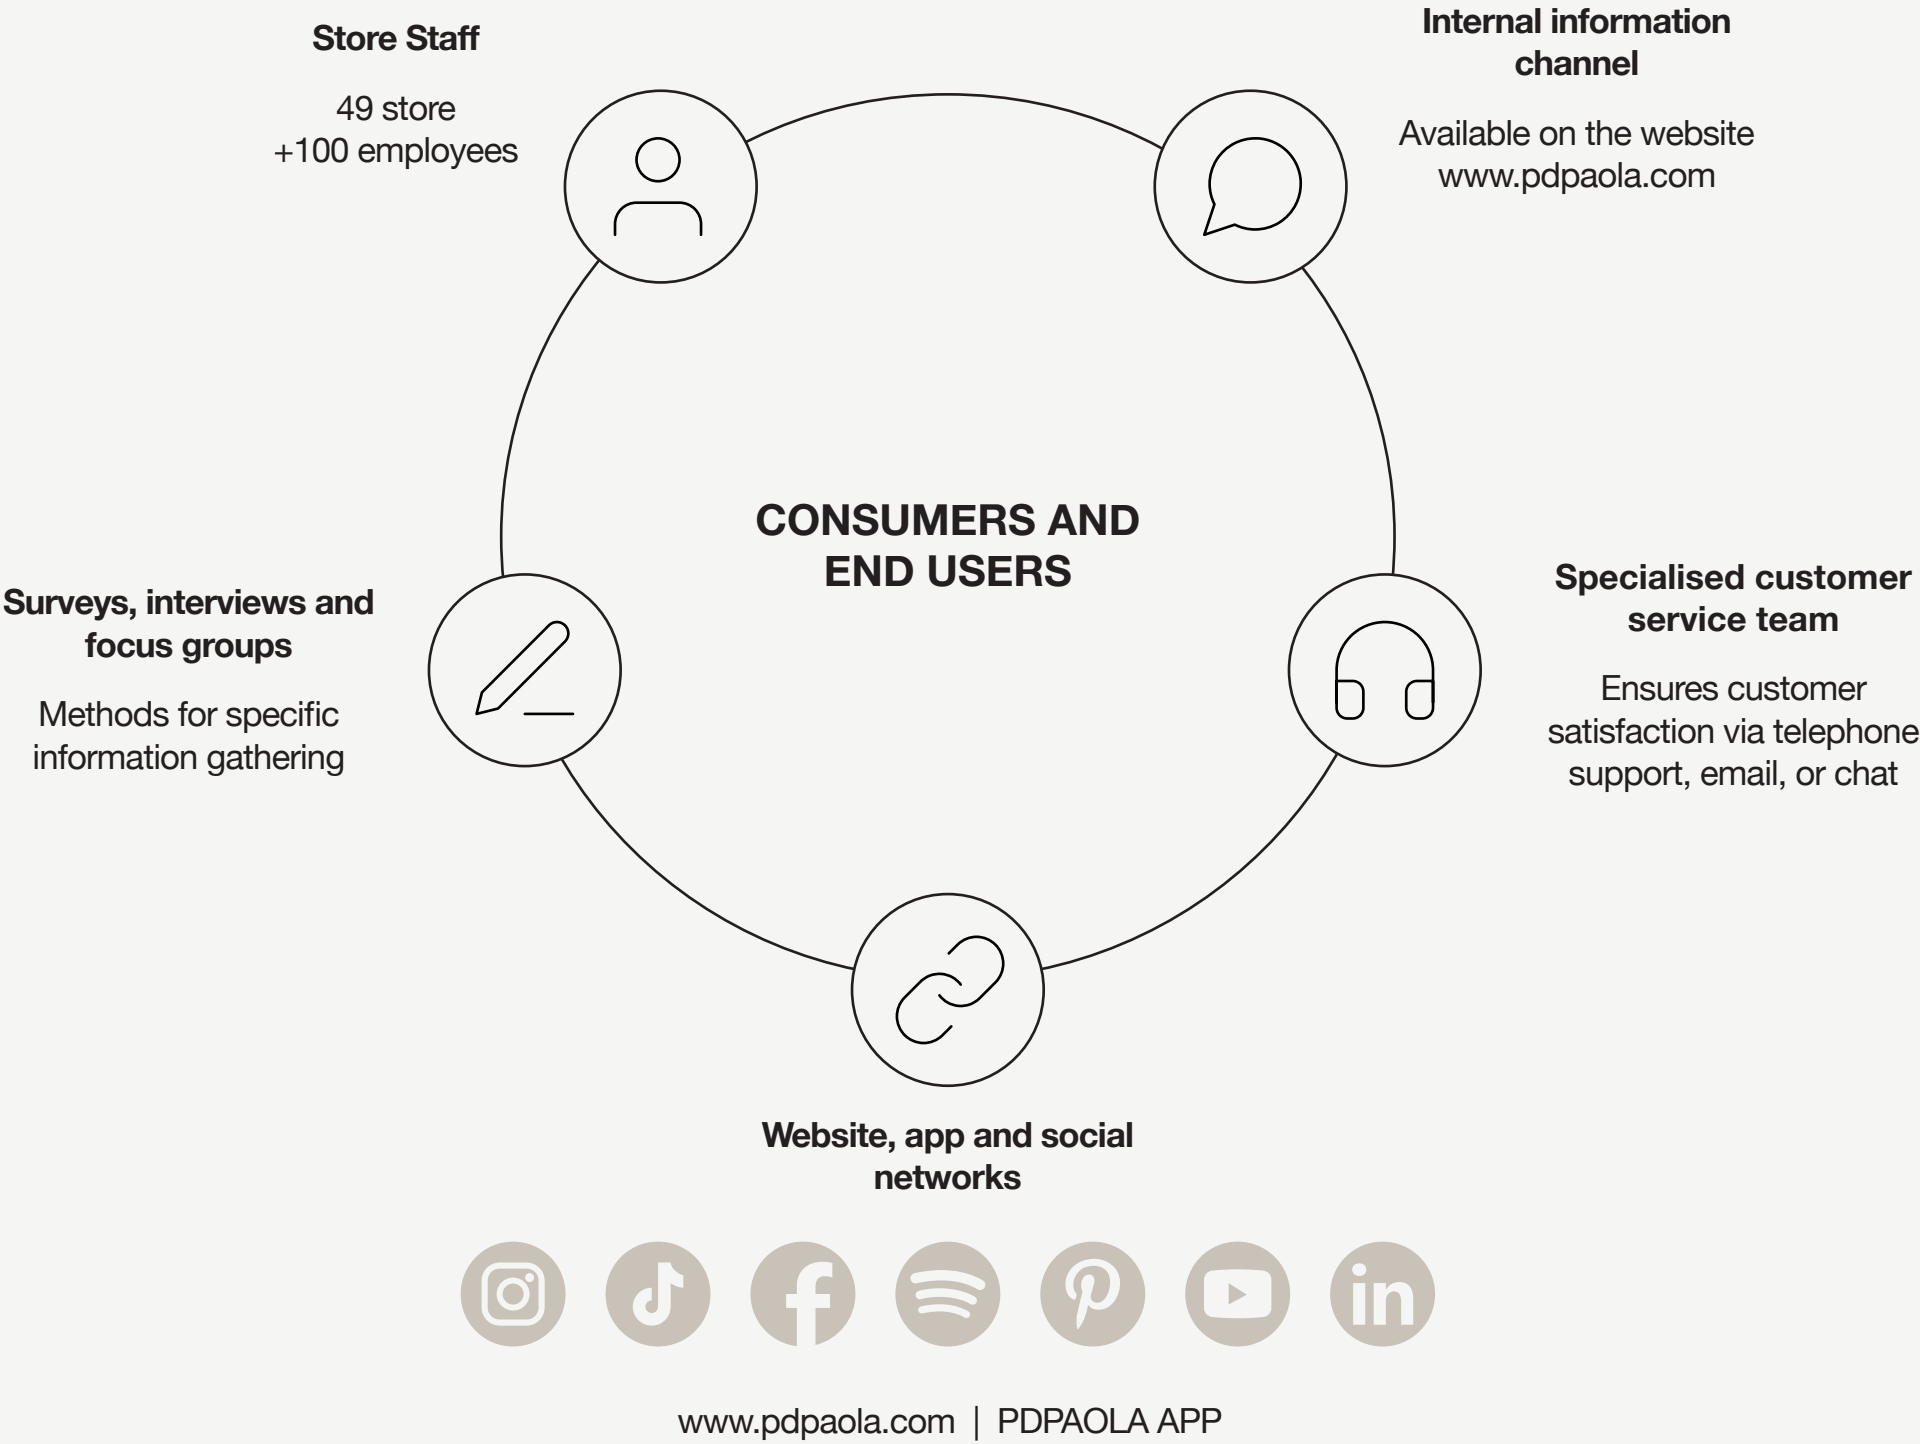 Store Staff
49 store
+100 employees
Internal information
channel
Available on the website
www.pdpaola.com
CONSUMERS AND
END USERS
Surveys, interviews and
focus groups
Methods for specific
information gathering
Specialised customer
service team
Ensures customer
satisfaction via telephone
support, email, or chat
Website, app and social
networks
in
www.pdpaola.com | PDPAOLA APP